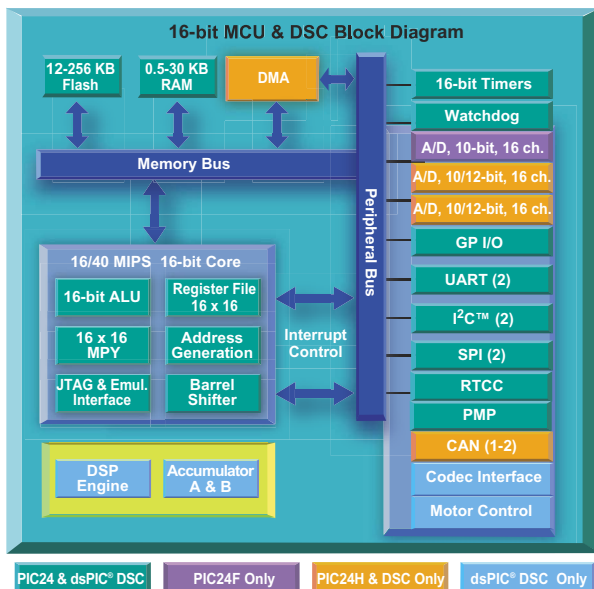 16-bit MCU & DSC Block Diagram
12-256 KB
Flash
0.5-30 KB
RAM
DMA
Memory Bus
Peripheral Bus
16/40 MIPS 16-bit Core
16-bit ALU
Register File
16 x 16
16 x 16
MPY
Address
Generation
JTAG & Emul.
Interface
Barrel
Shifter
Interrupt
Control
DSP
Engine
Accumulator
A & B
16-bit Timers
Watchdog
A/D, 10-bit, 16 ch.
A/D, 10/12-bit, 16 ch.
A/D, 10/12-bit, 16 ch.
GP I/O
UART (2)
I²C™ (2)
SPI (2)
RTCC
PMP
CAN (1-2)
Codec Interface
Motor Control
PIC24 & dsPIC® DSC
PIC24F Only
PIC24H & DSC Only
dsPIC® DSC Only